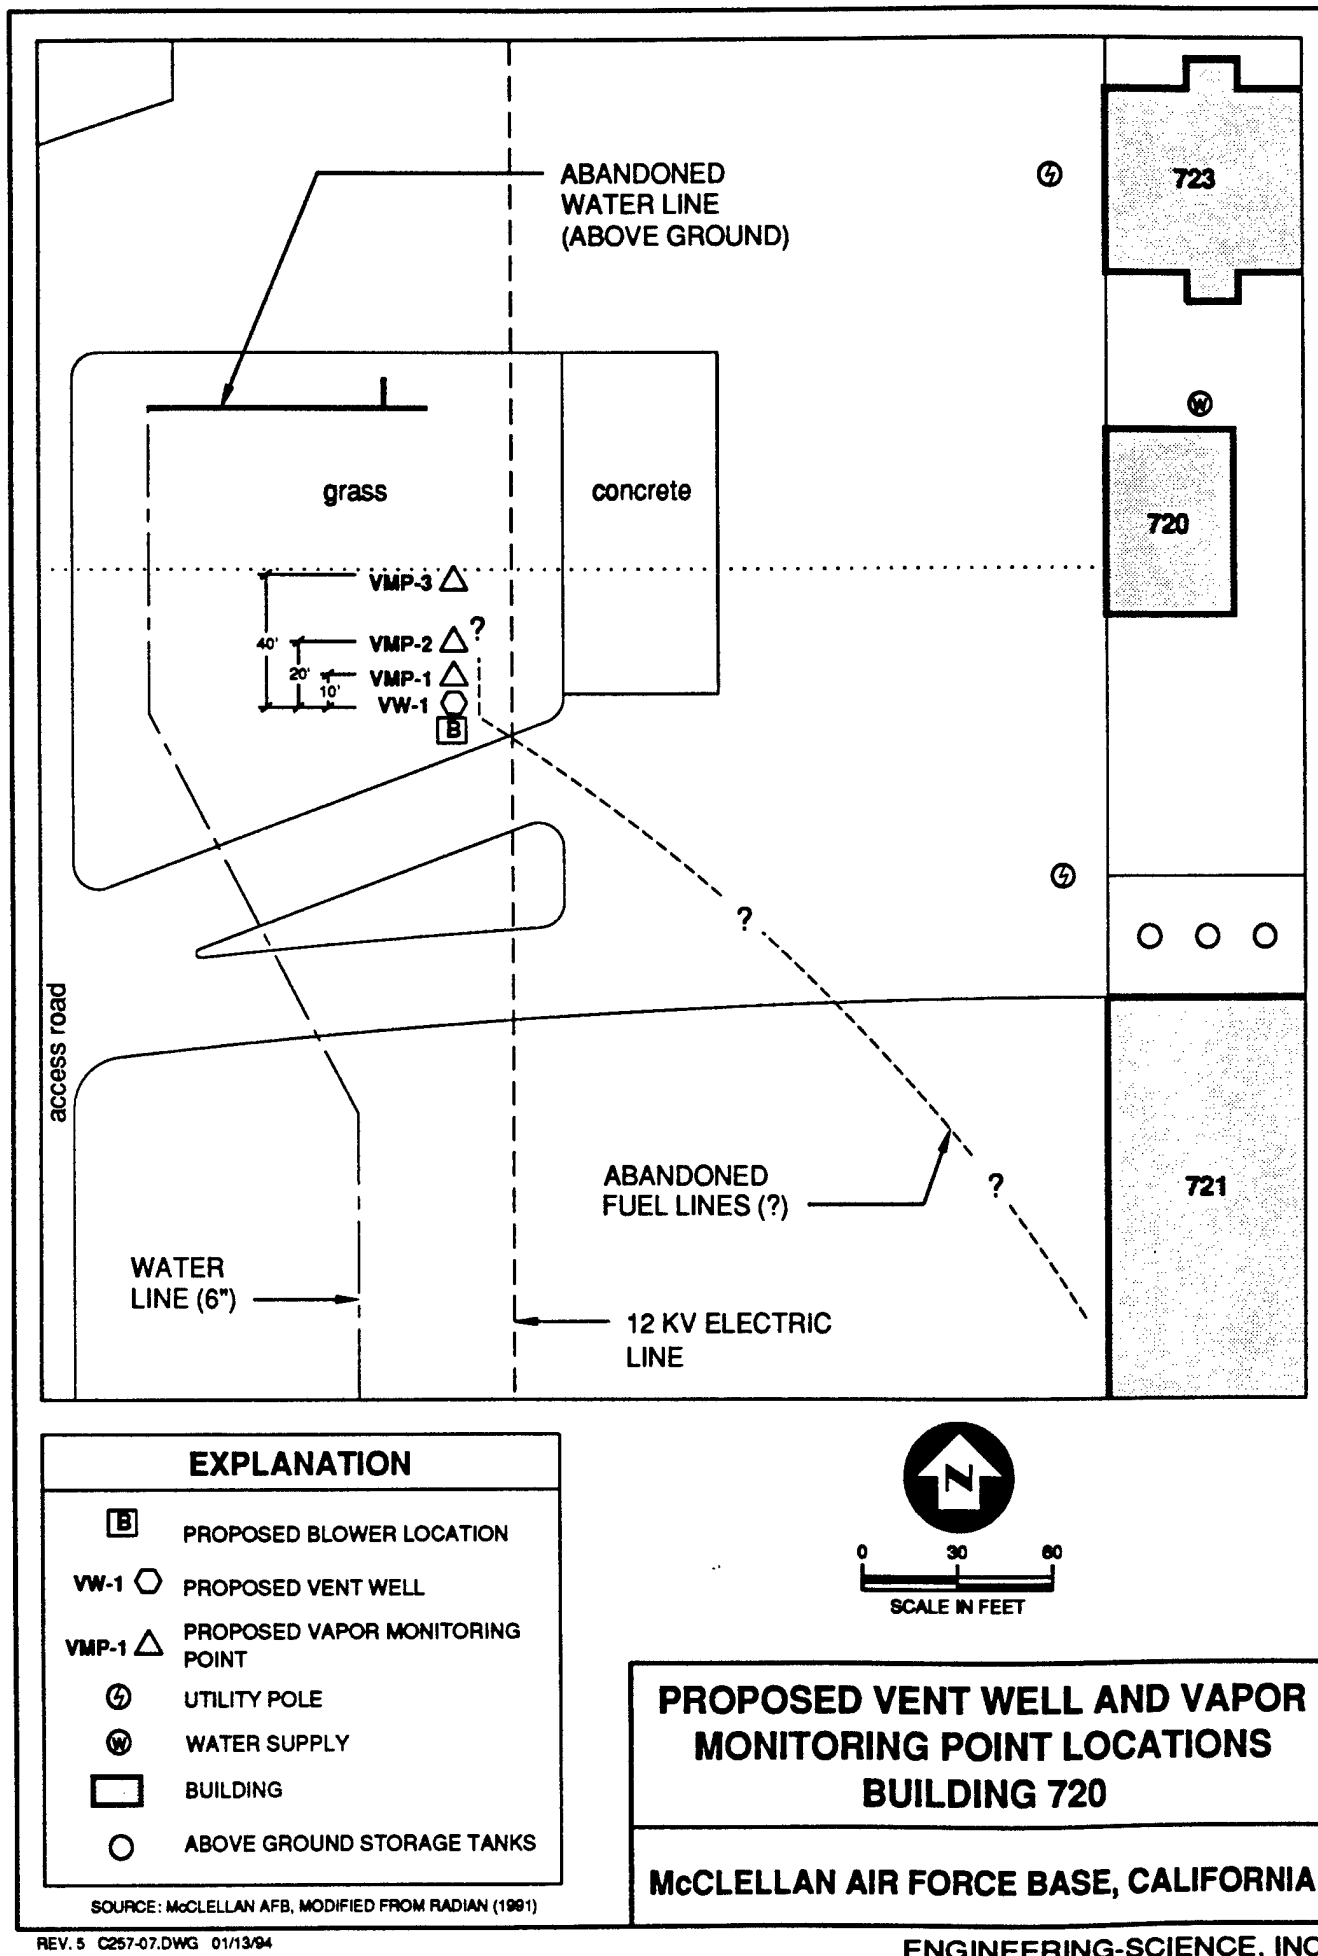 ABANDONED
WATER LINE
(ABOVE GROUND)
723
W
grass
concrete
720
VMP-3
VMP-2
?
VMP-1
VW-1
B
40'
20'
10'
?
access road
ABANDONED
FUEL LINES (?)
?
721
WATER
LINE (6")
12 KV ELECTRIC
LINE
EXPLANATION
B PROPOSED BLOWER LOCATION
VW-1 PROPOSED VENT WELL
VMP-1 PROPOSED VAPOR MONITORING
POINT
UTILITY POLE
W WATER SUPPLY
BUILDING
ABOVE GROUND STORAGE TANKS
SOURCE: McCLELLAN AFB, MODIFIED FROM RADIAN (1991)
N
0 30 60
SCALE IN FEET
PROPOSED VENT WELL AND VAPOR
MONITORING POINT LOCATIONS
BUILDING 720
McCLELLAN AIR FORCE BASE, CALIFORNIA
REV. 5 C257-07.DWG 01/13/94
ENGINEERING-SCIENCE, INC